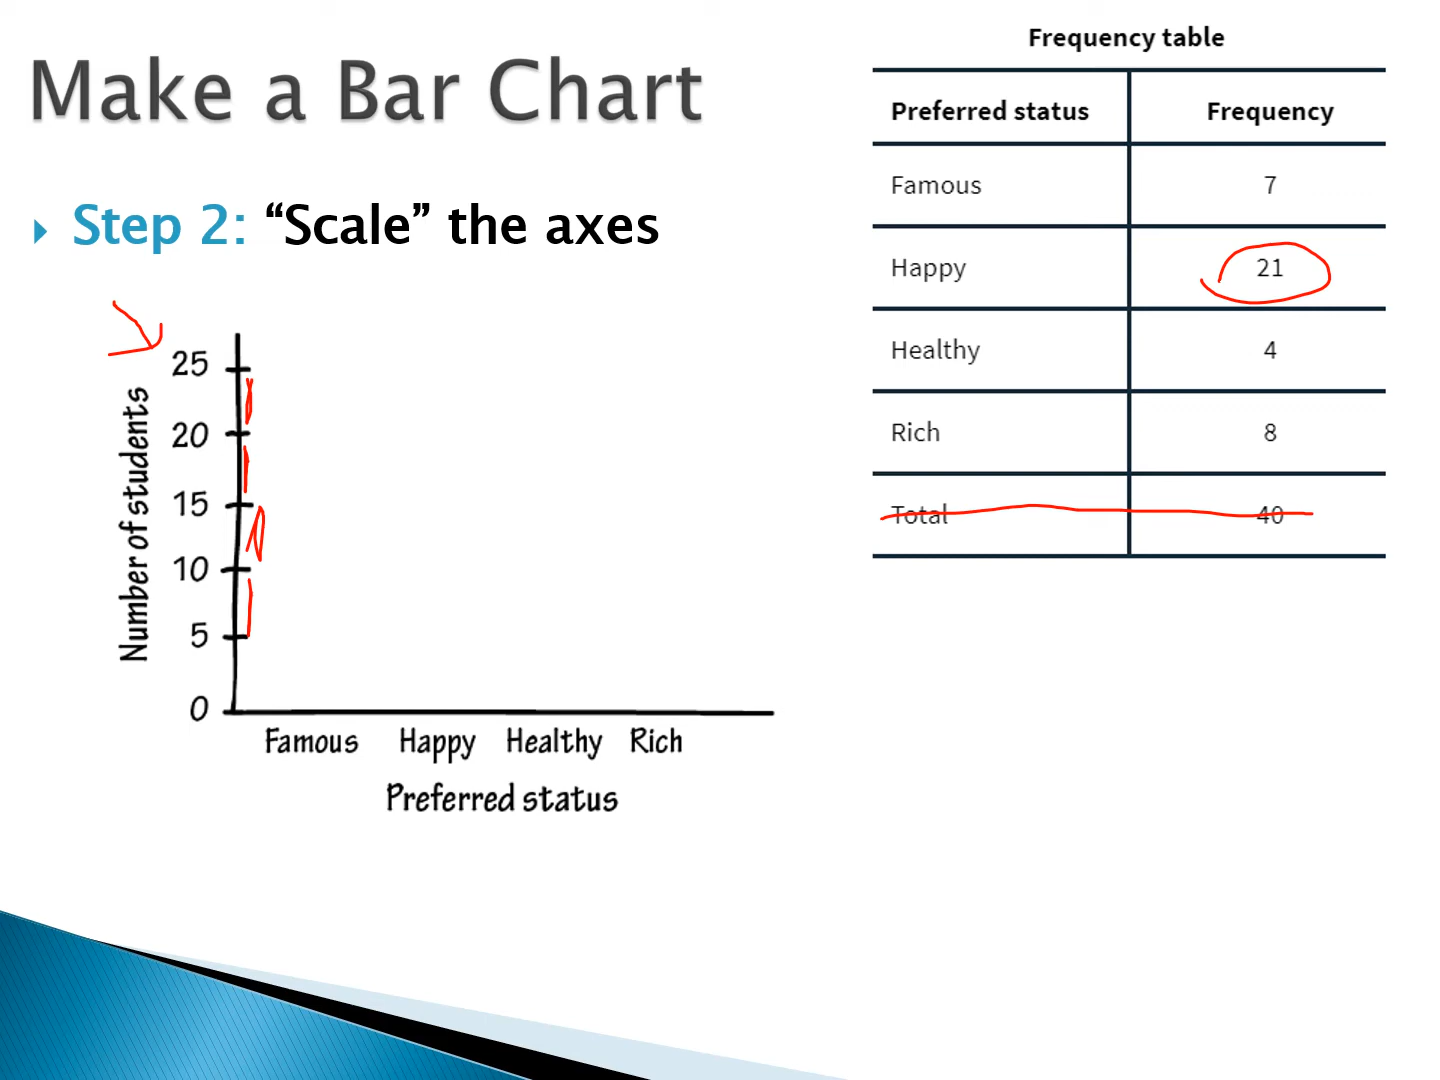 Make a Bar Chart
Step 2: “Scale” the axes
Frequency table
Preferred status Frequency
Famous 7
Happy 21
Healthy 4
Rich 8
Total 40
Number of students
25
20
15
10
5
0
Famous Happy Healthy Rich
Preferred status